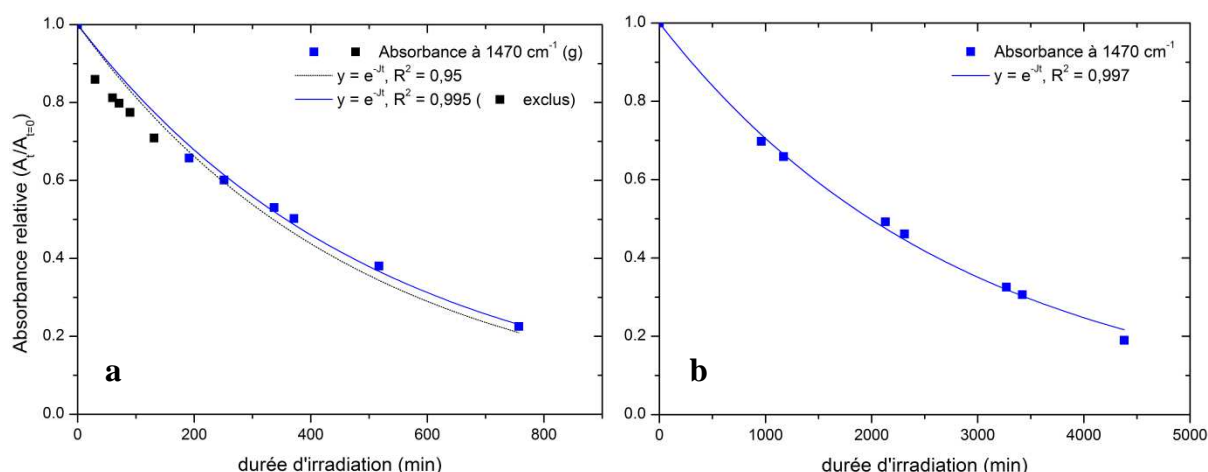 a
■ ■ Absorbance à 1470 cm⁻¹ (g)
y = e^-Jt, R² = 0,95
y = e^-Jt, R² = 0,995 ( ■ exclus)
Absorbance relative (A_t/A_t=0)
1.0
0.8
0.6
0.4
0.2
0.0
0 200 400 600 800
durée d'irradiation (min)
b
■ Absorbance à 1470 cm⁻¹
y = e^-Jt, R² = 0,997
1.0
0.8
0.6
0.4
0.2
0.0
0 1000 2000 3000 4000 5000
durée d'irradiation (min)